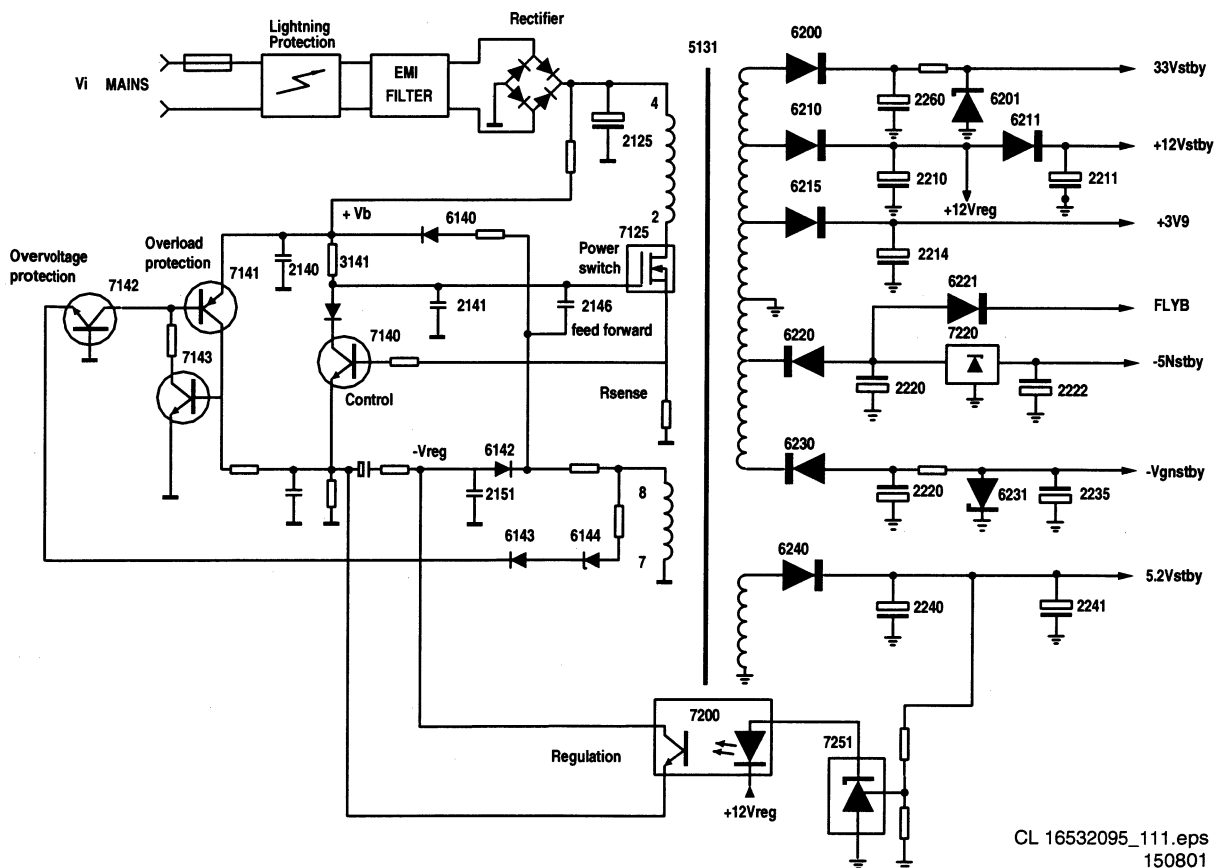 Rectifier
Lightning
Protection
Vi MAINS
EMI
FILTER
5131
6200
33Vstby
2260
6201
6210
6211
+12Vstby
2210
2211
+12Vreg
4
2125
2
6215
+3V9
2214
+ Vb
6140
7125
Power
switch
Overload
protection
Overvoltage
protection
7142
7141
2140
3141
2141
2146
feed forward
7143
7140
Control
Rsense
6221
FLYB
7220
6220
-5Nstby
2220
2222
-Vreg
6142
2151
8
7
6143
6144
6230
-Vgnstby
2220
6231
2235
6240
5.2Vstby
2240
2241
7200
Regulation
+12Vreg
7251
CL 16532095_111.eps
150801